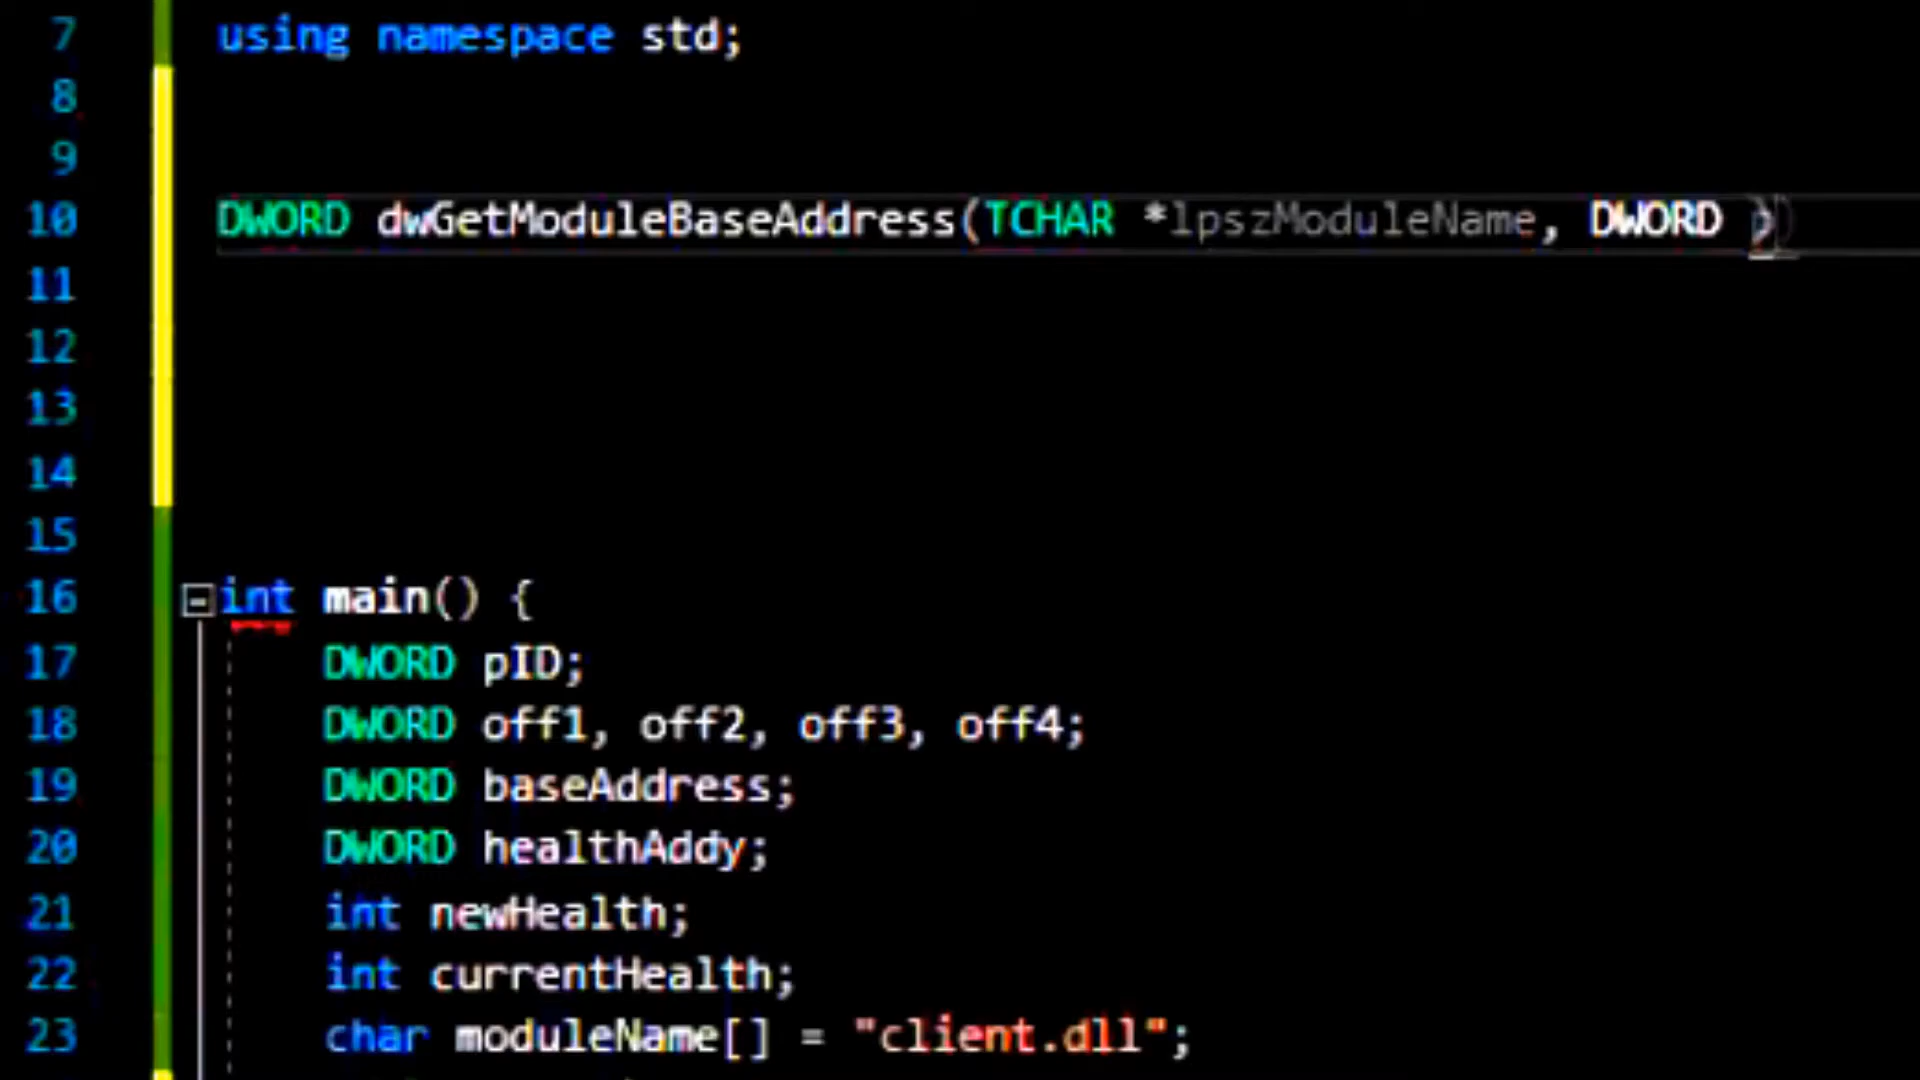 7 using namespace std;
8
9
10 DWORD dwGetModuleBaseAddress(TCHAR *lpszModuleName, DWORD )
11
12
13
14
15
16 int main() {
17 DWORD pID;
18 DWORD off1, off2, off3, off4;
19 DWORD baseAddress;
20 DWORD healthAddy;
21 int newHealth;
22 int currentHealth;
23 char moduleName[] = "client.dll";